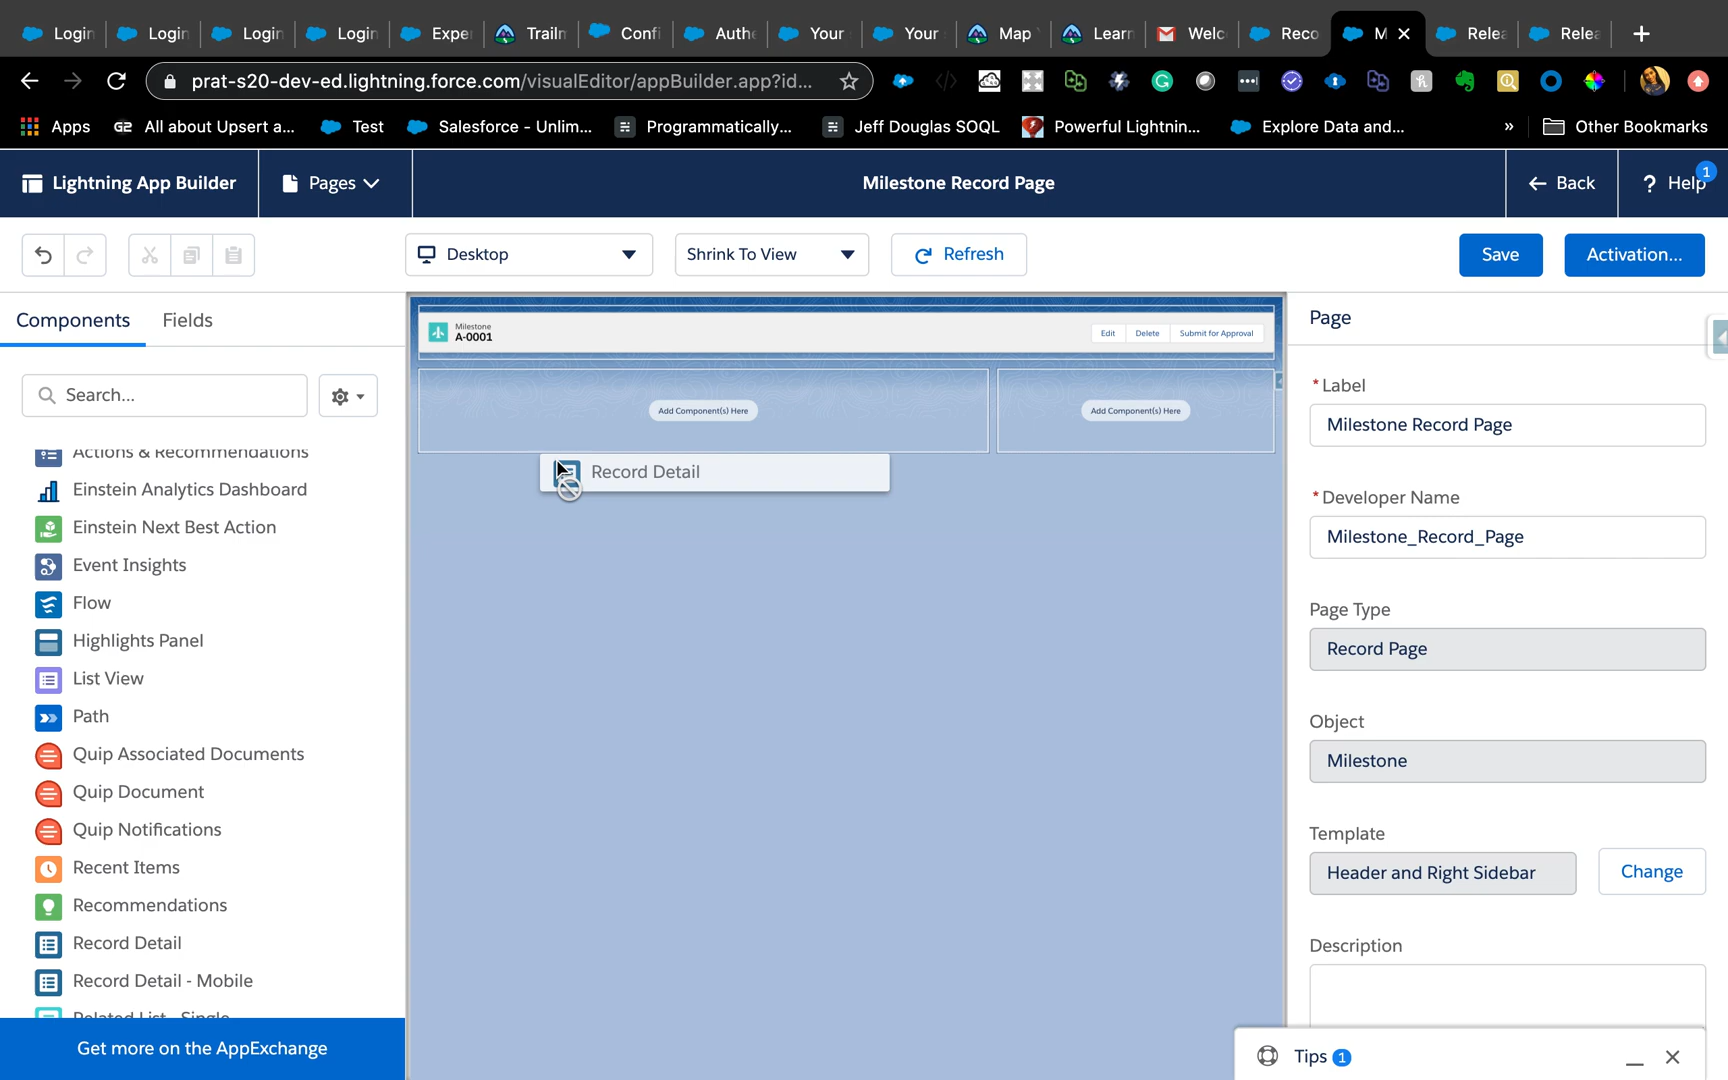 Login
Login
Login
Login
Exper
Trailm
Confi
Authe
Your
Your
Map
Learn
Welc
Reco
M
Relea
Relea
prat-s20-dev-ed.lightning.force.com/visualEditor/appBuilder.app?id...
Apps
All about Upsert a...
Test
Salesforce - Unlim...
Programmatically...
Jeff Douglas SOQL
Powerful Lightnin...
Explore Data and...
»
Other Bookmarks
Lightning App Builder
Pages
Milestone Record Page
Back
? Help
1
Desktop
Shrink To View
Refresh
Save
Activation...
Components
Fields
Search...
Actions & Recommendations
Einstein Analytics Dashboard
Einstein Next Best Action
Event Insights
Flow
Highlights Panel
List View
Path
Quip Associated Documents
Quip Document
Quip Notifications
Recent Items
Recommendations
Record Detail
Record Detail - Mobile
Related List - Single
Get more on the AppExchange
Milestone
A-0001
Edit
Delete
Submit for Approval
Add Component(s) Here
Add Component(s) Here
Record Detail
Page
* Label
Milestone Record Page
* Developer Name
Milestone_Record_Page
Page Type
Record Page
Object
Milestone
Template
Header and Right Sidebar
Change
Description
Tips 1